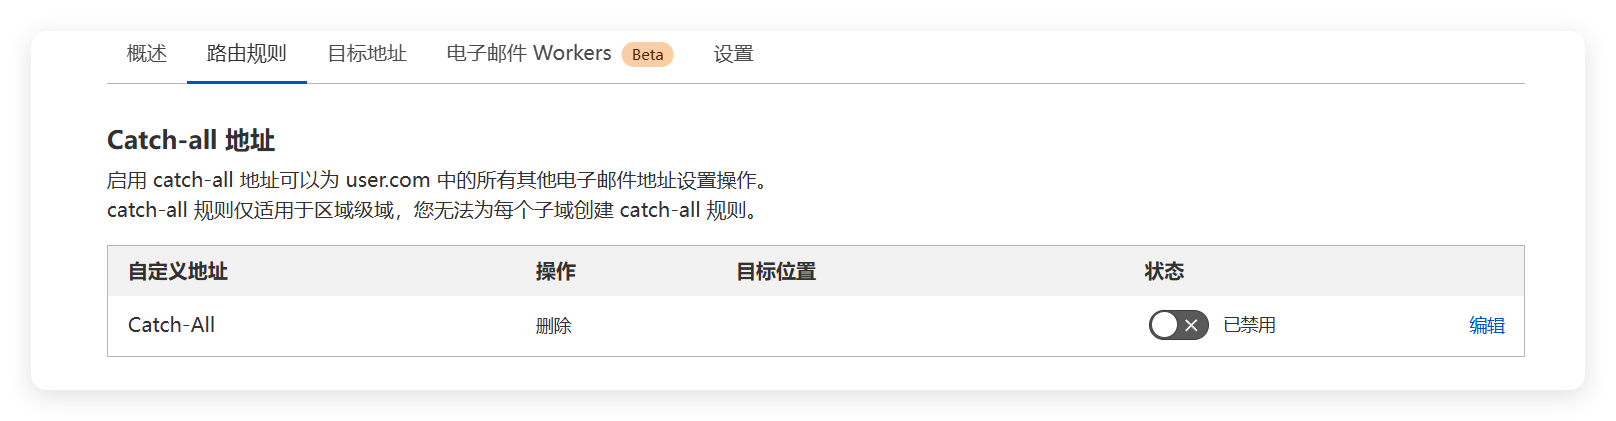 概述 路由规则 目标地址 电子邮件 Workers Beta 设置
Catch-all 地址
启用 catch-all 地址可以为 user.com 中的所有其他电子邮件地址设置操作。
catch-all 规则仅适用于区域级域，您无法为每个子域创建 catch-all 规则。
自定义地址 操作 目标位置 状态
Catch-All 删除 已禁用 编辑